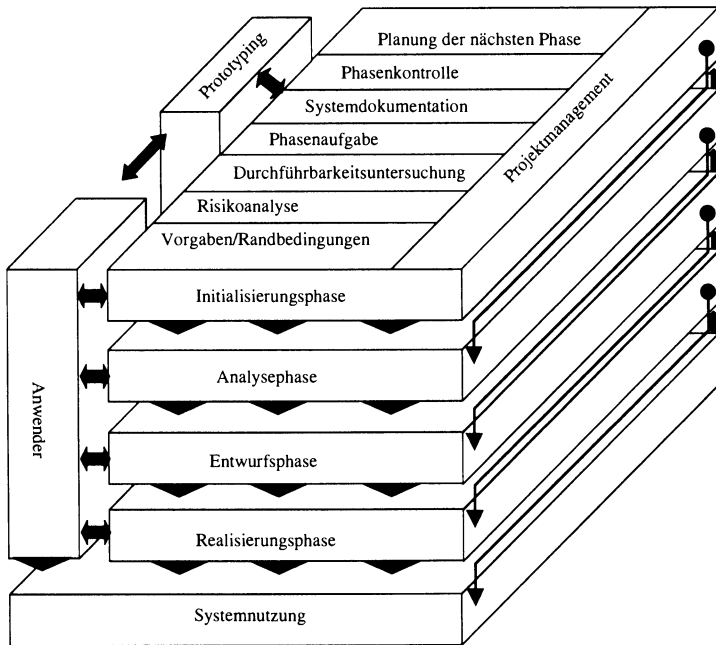 Planung der nächsten Phase
Phasenkontrolle
Systemdokumentation
Phasenaufgabe
Durchführbarkeitsuntersuchung
Risikoanalyse
Vorgaben/Randbedingungen
Projektmanagement
Prototyping
Anwender
Initialisierungsphase
Analysephase
Entwurfsphase
Realisierungsphase
Systemnutzung